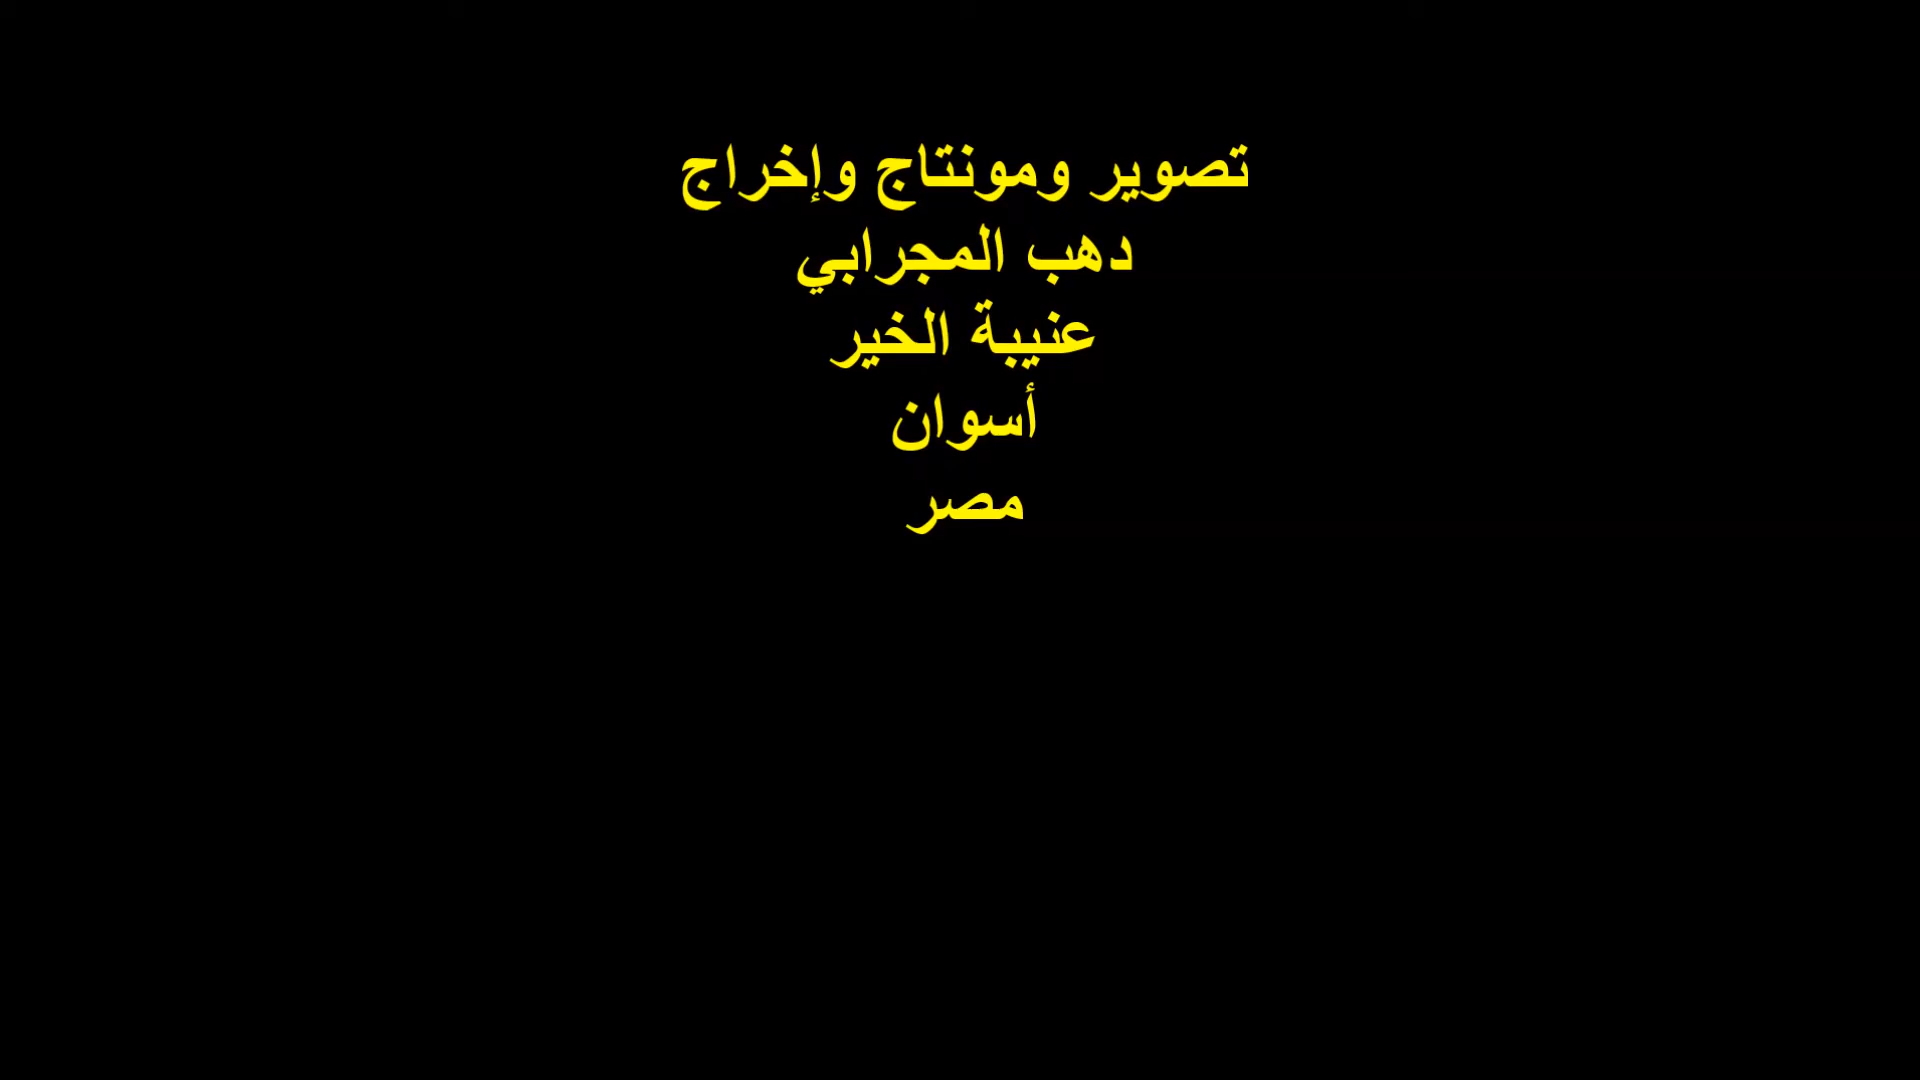 تصوير ومونتاج وإخراج
دهب المجرابي
عنيبة الخير
أسوان
مصر